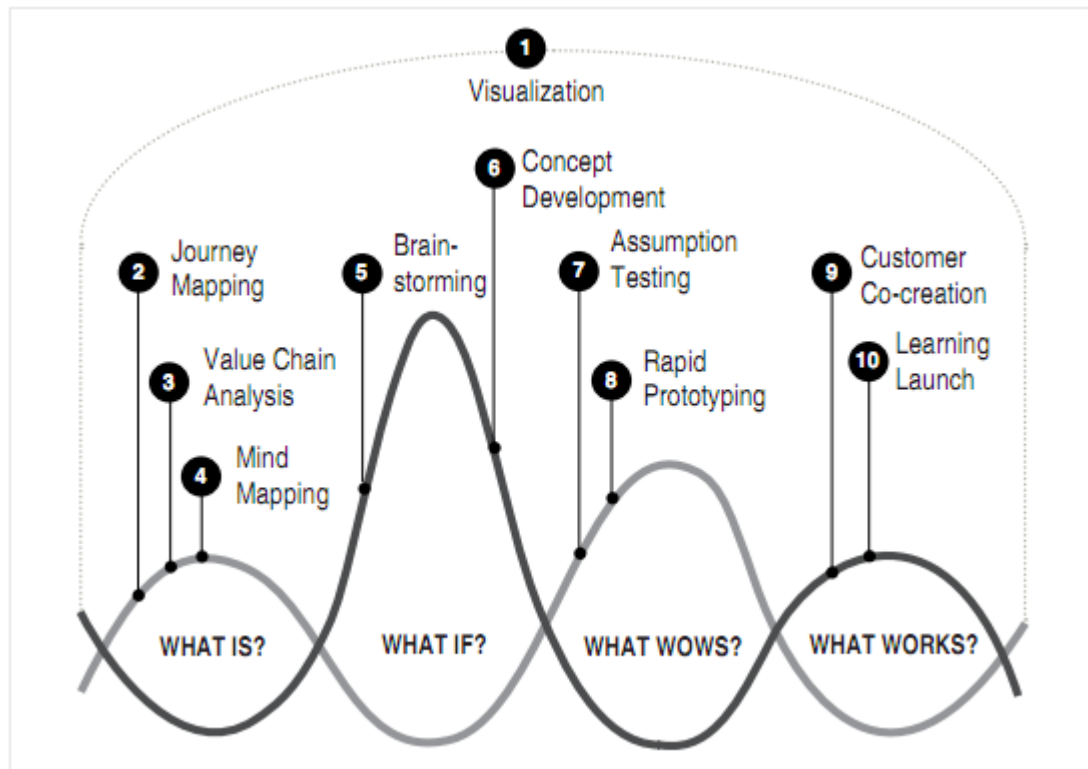 1
Visualization
6
Concept
Development
2
Journey
Mapping
5
Brain-
storming
7
Assumption
Testing
9
Customer
Co-creation
3
Value Chain
Analysis
8
Rapid
Prototyping
10
Learning
Launch
4
Mind
Mapping
WHAT IS?
WHAT IF?
WHAT WOWS?
WHAT WORKS?